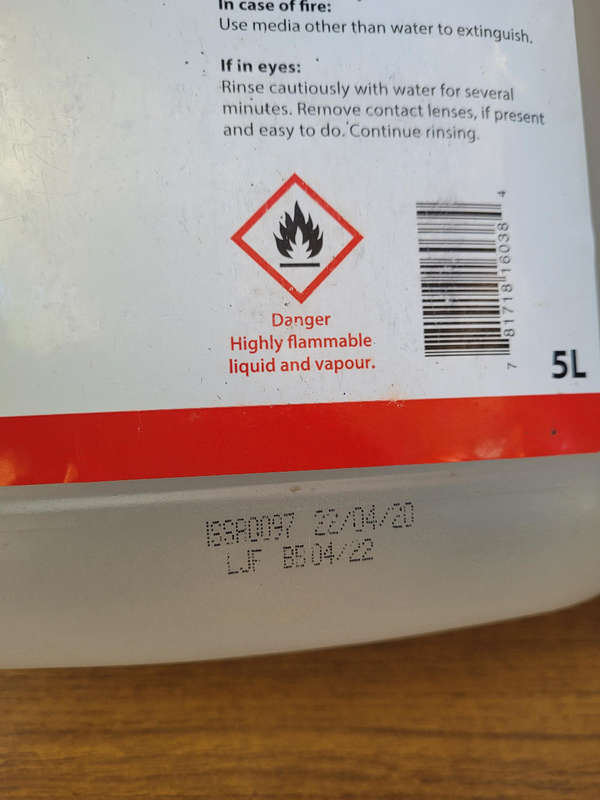 In case of fire:
Use media other than water to extinguish.
If in eyes:
Rinse cautiously with water for several
minutes. Remove contact lenses, if present
and easy to do. Continue rinsing.
Danger
Highly flammable
liquid and vapour.
7 81718 16038 4
5L
22/04/20
LJF BB 04/22